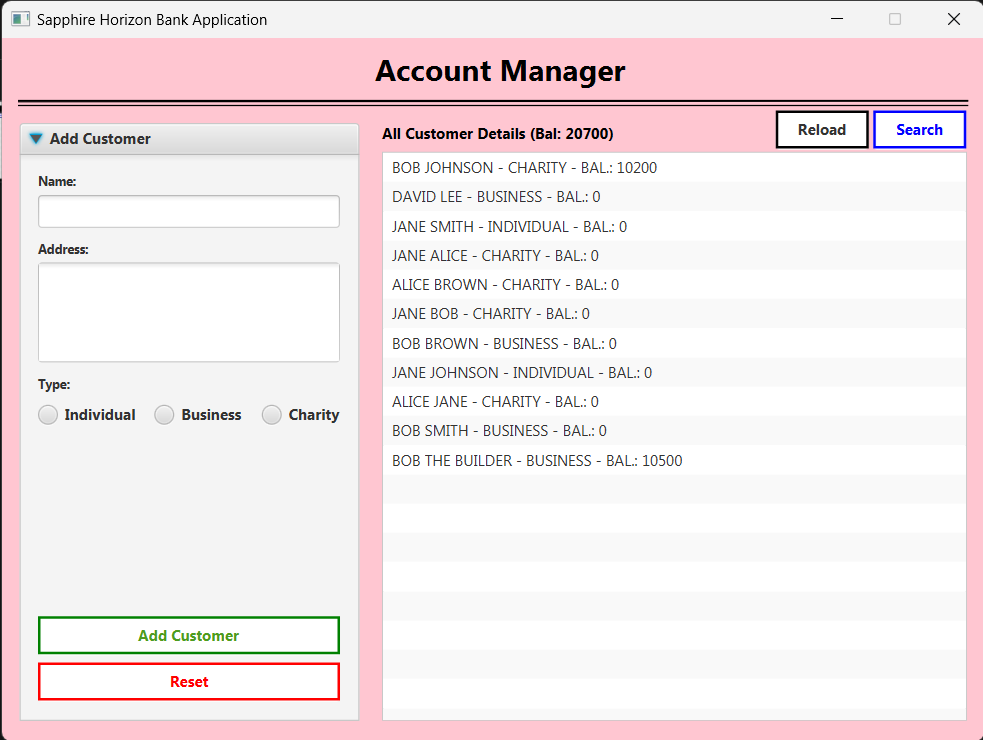 Sapphire Horizon Bank Application
Account Manager
Add Customer
Name:
Address:
Type:
Individual Business Charity
Add Customer
Reset
All Customer Details (Bal: 20700)
Reload
Search
BOB JOHNSON - CHARITY - BAL.: 10200
DAVID LEE - BUSINESS - BAL.: 0
JANE SMITH - INDIVIDUAL - BAL.: 0
JANE ALICE - CHARITY - BAL.: 0
ALICE BROWN - CHARITY - BAL.: 0
JANE BOB - CHARITY - BAL.: 0
BOB BROWN - BUSINESS - BAL.: 0
JANE JOHNSON - INDIVIDUAL - BAL.: 0
ALICE JANE - CHARITY - BAL.: 0
BOB SMITH - BUSINESS - BAL.: 0
BOB THE BUILDER - BUSINESS - BAL.: 10500